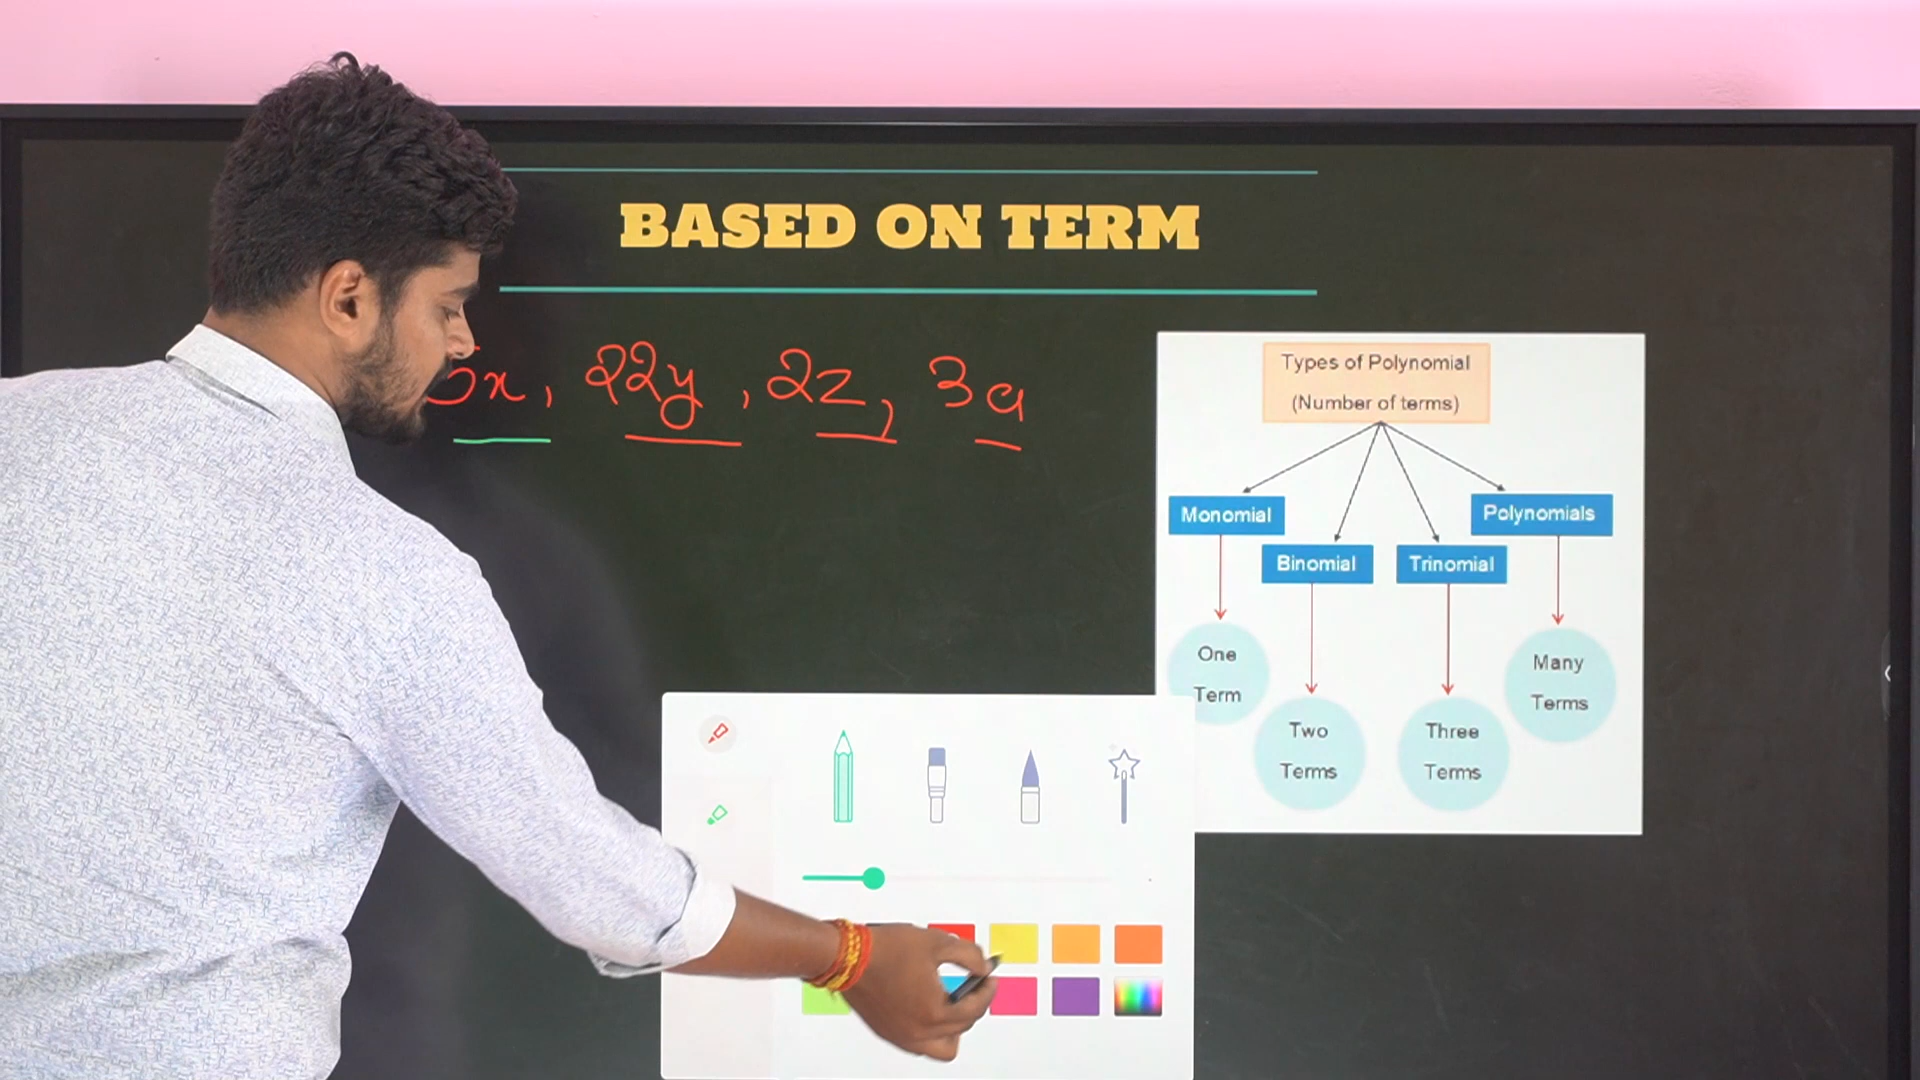 BASED ON TERM
5x, 22y, 2z, 3a
Types of Polynomial
(Number of terms)
Monomial
Polynomials
Binomial
Trinomial
One
Term
Many
Terms
Two
Terms
Three
Terms